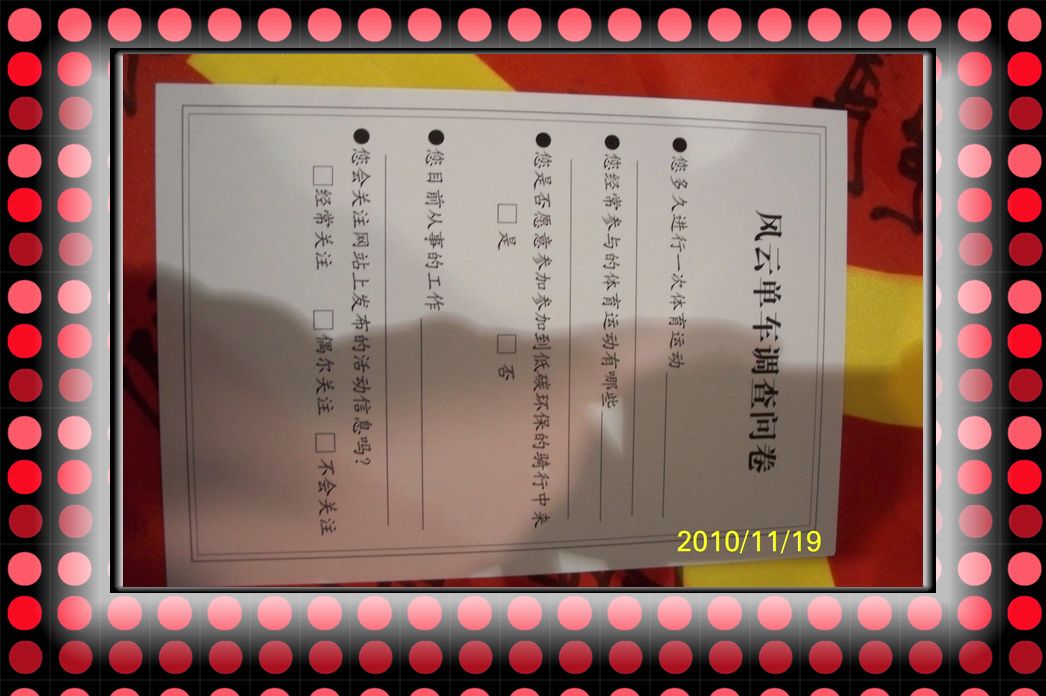 风云单车调查问卷
●您多久进行一次体育运动
●您经常参与的体育运动有哪些
●您是否愿意参加参加到低碳环保的骑行中来
□是 □否
●您目前从事的工作
●您会关注网站上发布的活动信息吗?
□经常关注 □偶尔关注 □不会关注
2010/11/19